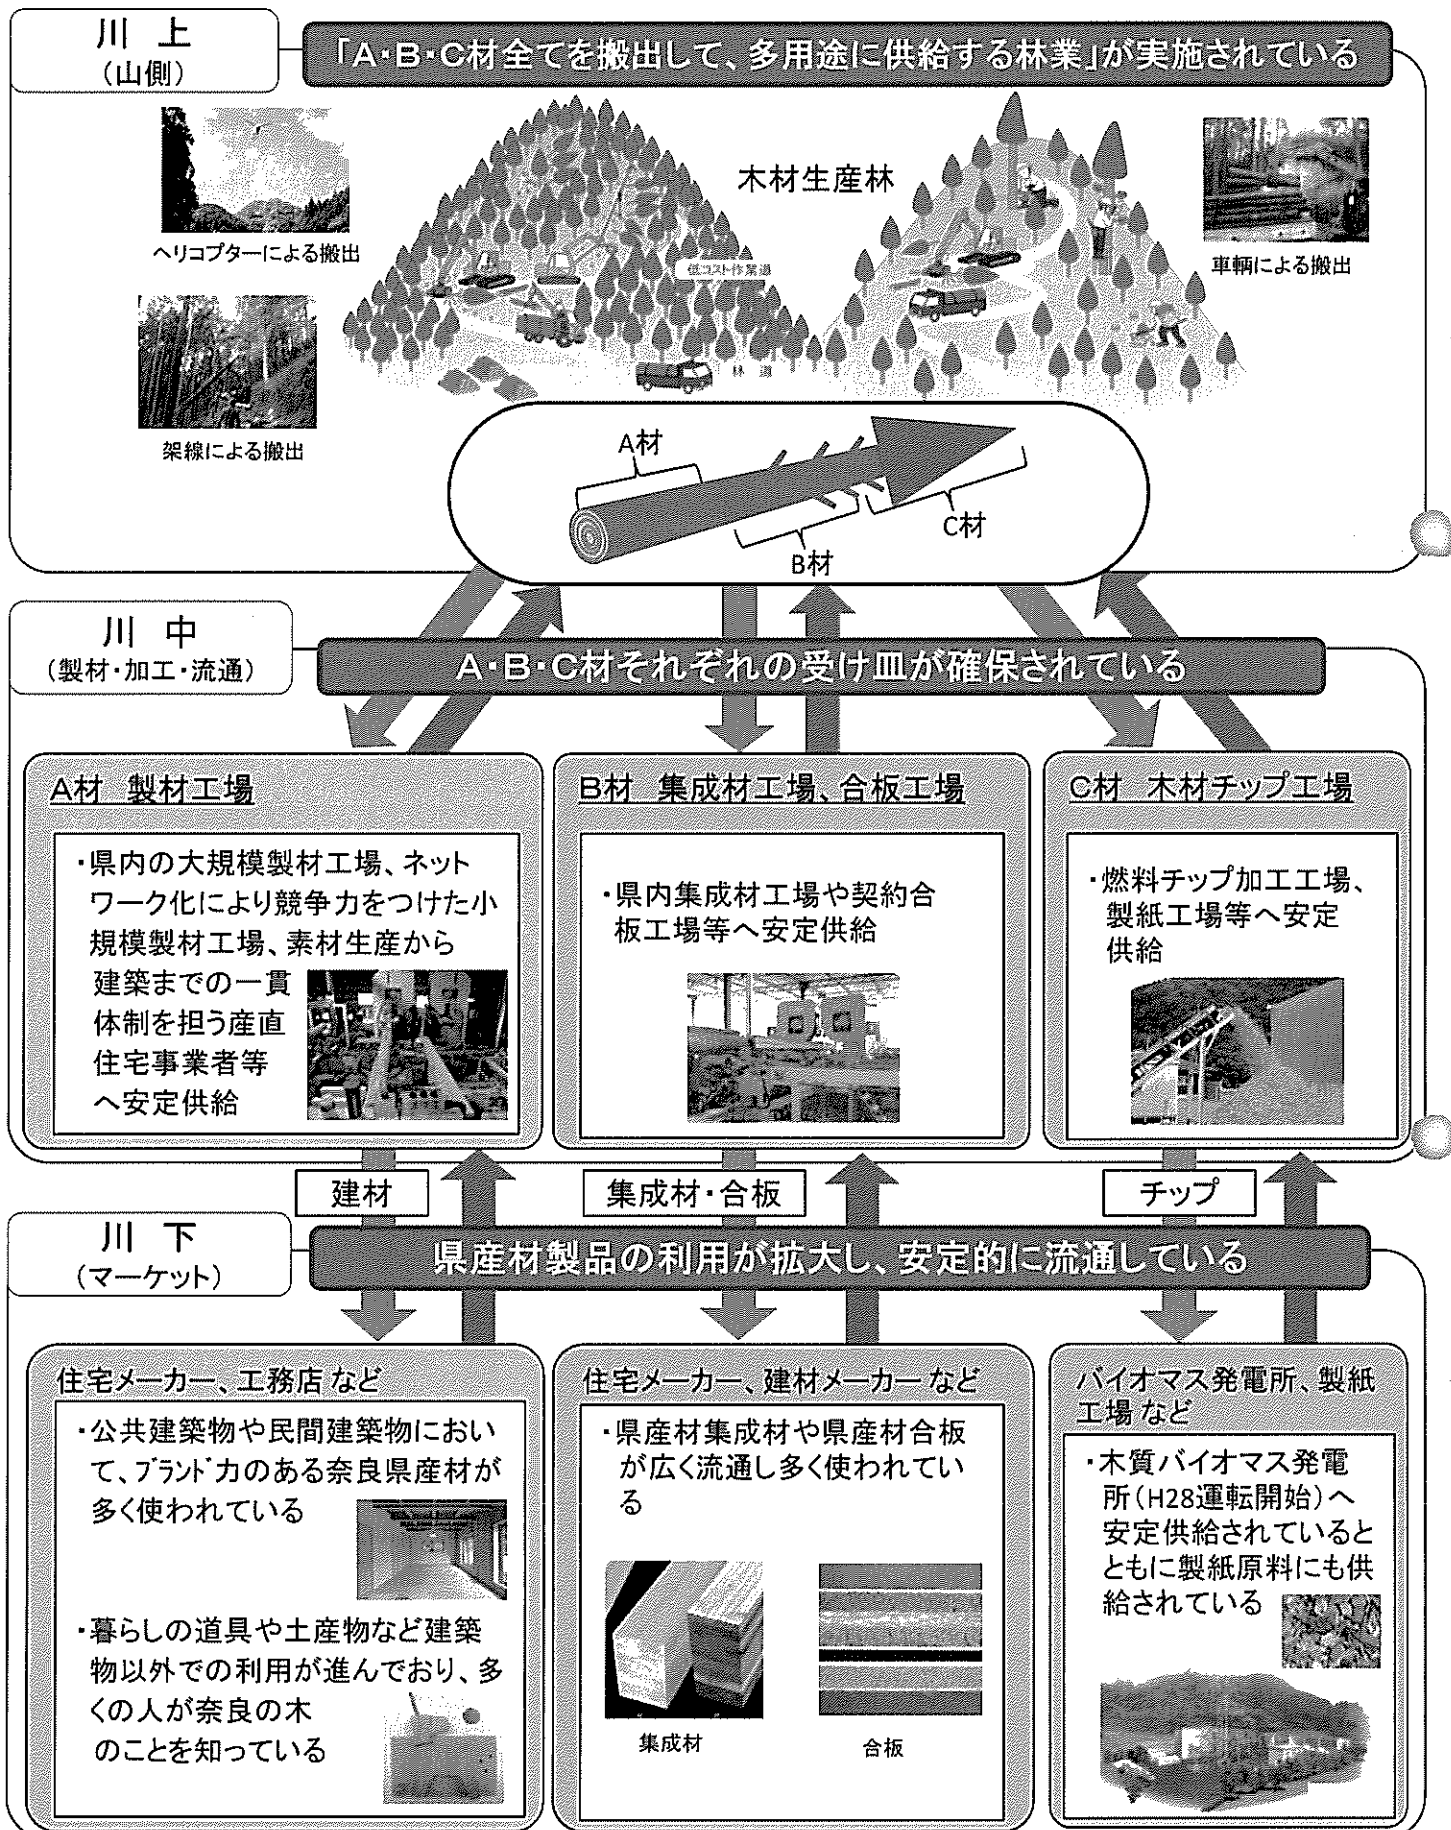 川 上
(山側)
「A・B・C材全てを搬出して、多用途に供給する林業」が実施されている
木材生産林
ヘリコプターによる搬出
車輌による搬出
低コスト作業道
林 道
架線による搬出
A材
B材
C材
川 中
(製材・加工・流通)
A・B・C材それぞれの受け皿が確保されている
A材 製材工場
・県内の大規模製材工場、ネット
ワーク化により競争力をつけた小
規模製材工場、素材生産から
建築までの一貫
体制を担う産直
住宅事業者等
へ安定供給
B材 集成材工場、合板工場
・県内集成材工場や契約合
板工場等へ安定供給
C材 木材チップ工場
・燃料チップ加工工場、
製紙工場等へ安定
供給
建材
集成材・合板
チップ
川 下
(マーケット)
県産材製品の利用が拡大し、安定的に流通している
住宅メーカー、工務店など
・公共建築物や民間建築物におい
て、ブランド力のある奈良県産材が
多く使われている
・暮らしの道具や土産物など建築
物以外での利用が進んでおり、多
くの人が奈良の木
のことを知っている
住宅メーカー、建材メーカーなど
・県産材集成材や県産材合板
が広く流通し多く使われてい
る
集成材
合板
バイオマス発電所、製紙
工場など
・木質バイオマス発電
所(H28運転開始)へ
安定供給されていると
ともに製紙原料にも供
給されている